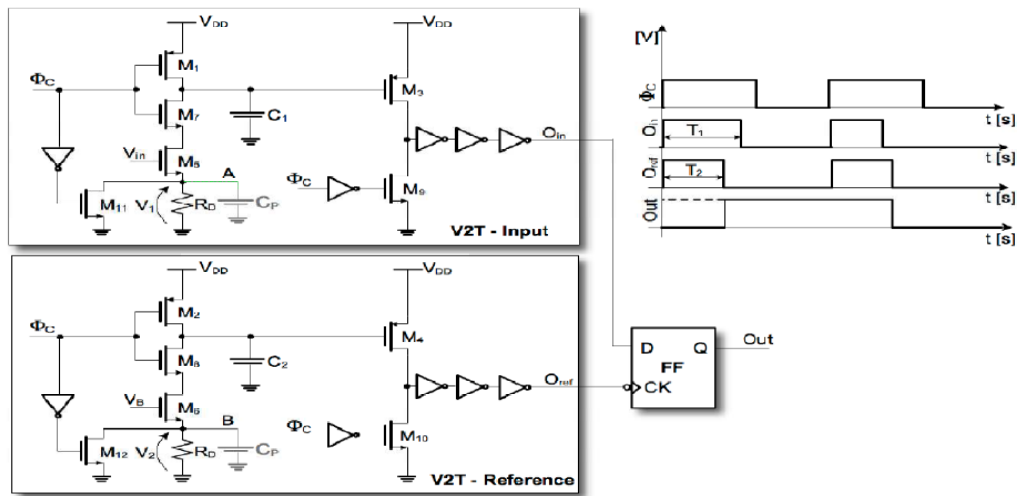 VDD
VDD
ΦC
M1
M3
M7
C1
Vin
M5
Oin
A
ΦC
M9
M11
V1
RD
CP
V2T - Input
VDD
VDD
ΦC
M2
M4
M8
C2
VB
M6
Oref
B
ΦC
M10
M12
V2
RD
CP
V2T - Reference
[V]
ΦC
t [s]
Oin
T1
t [s]
Oref
T2
t [s]
Out
t [s]
D
Q
Out
FF
CK